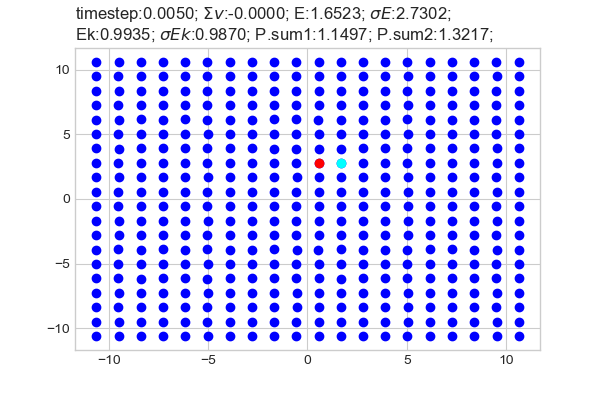 timestep:0.0050; Σv:-0.0000; E:1.6523; σE:2.7302;
Ek:0.9935; σEk:0.9870; P.sum1:1.1497; P.sum2:1.3217;
10
5
0
−5
−10
−10 −5 0 5 10